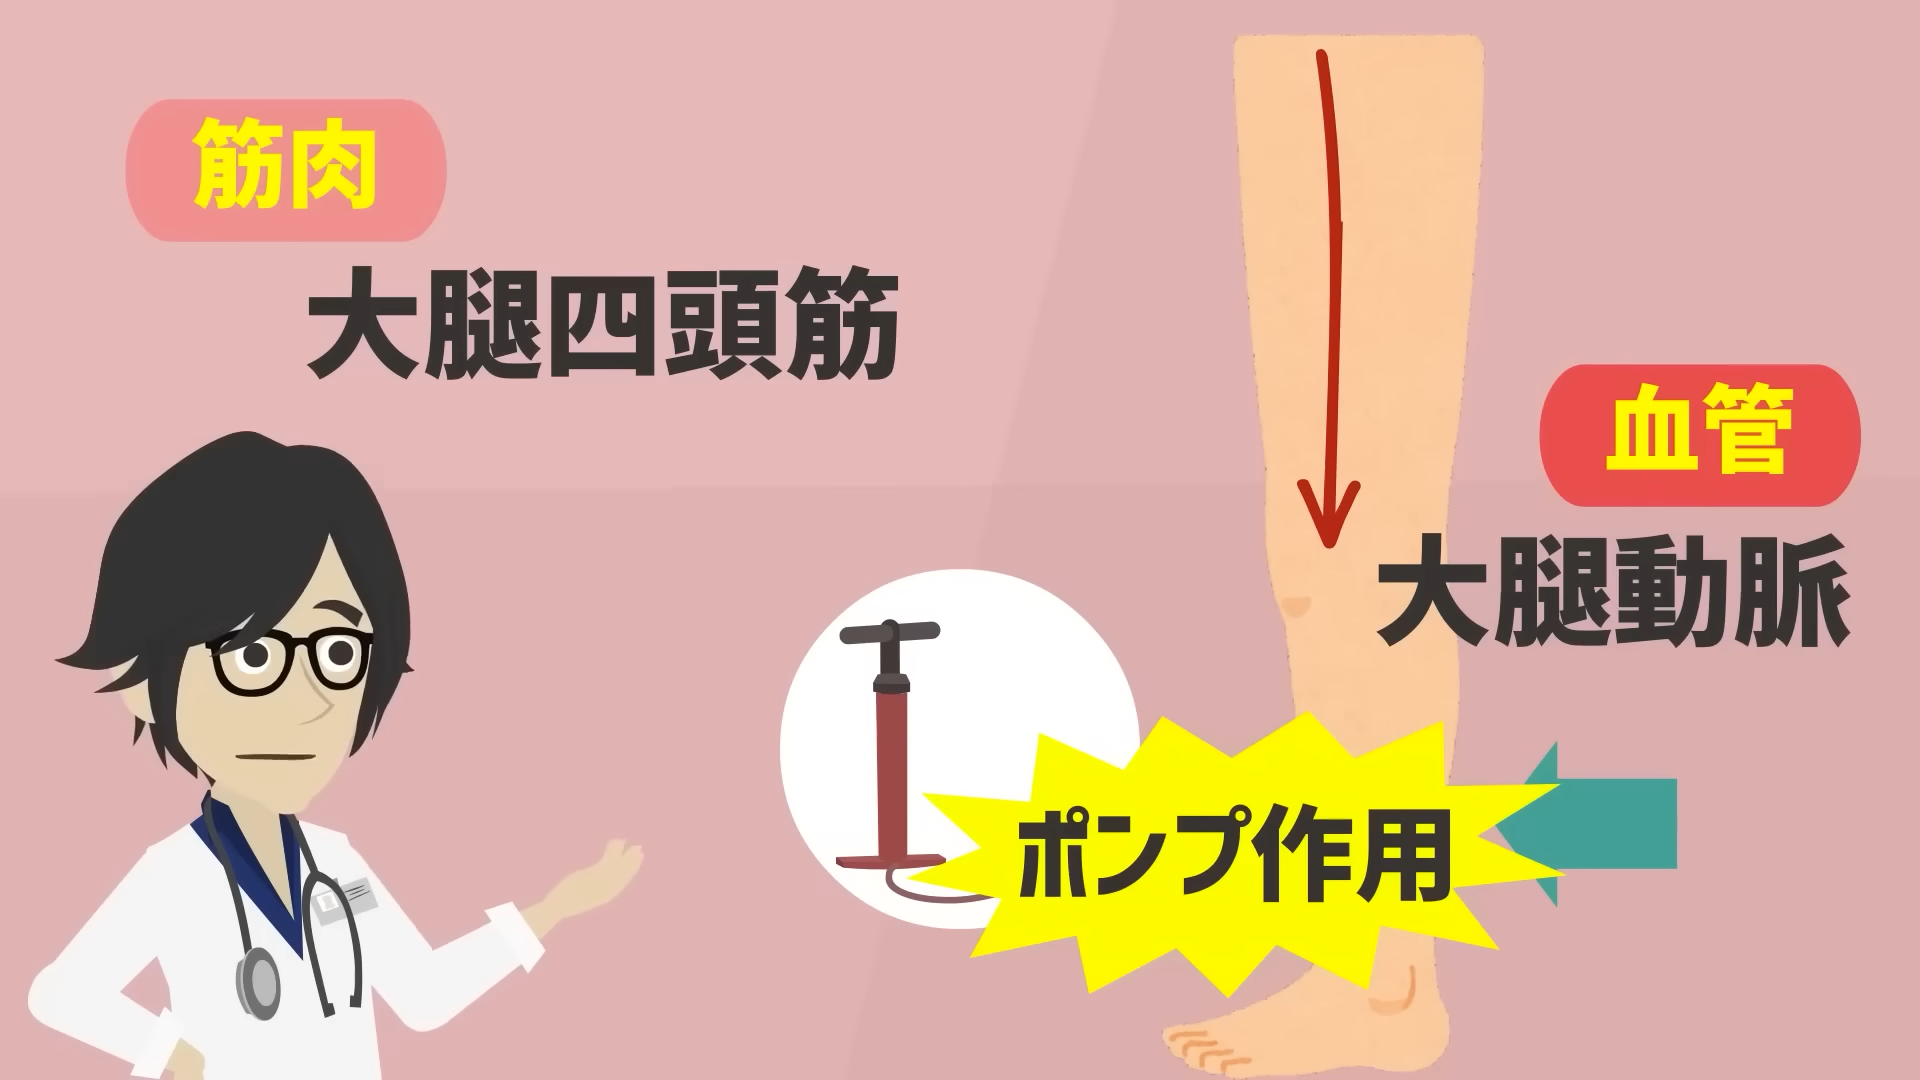 筋肉
大腿四頭筋
血管
大腿動脈
ポンプ作用